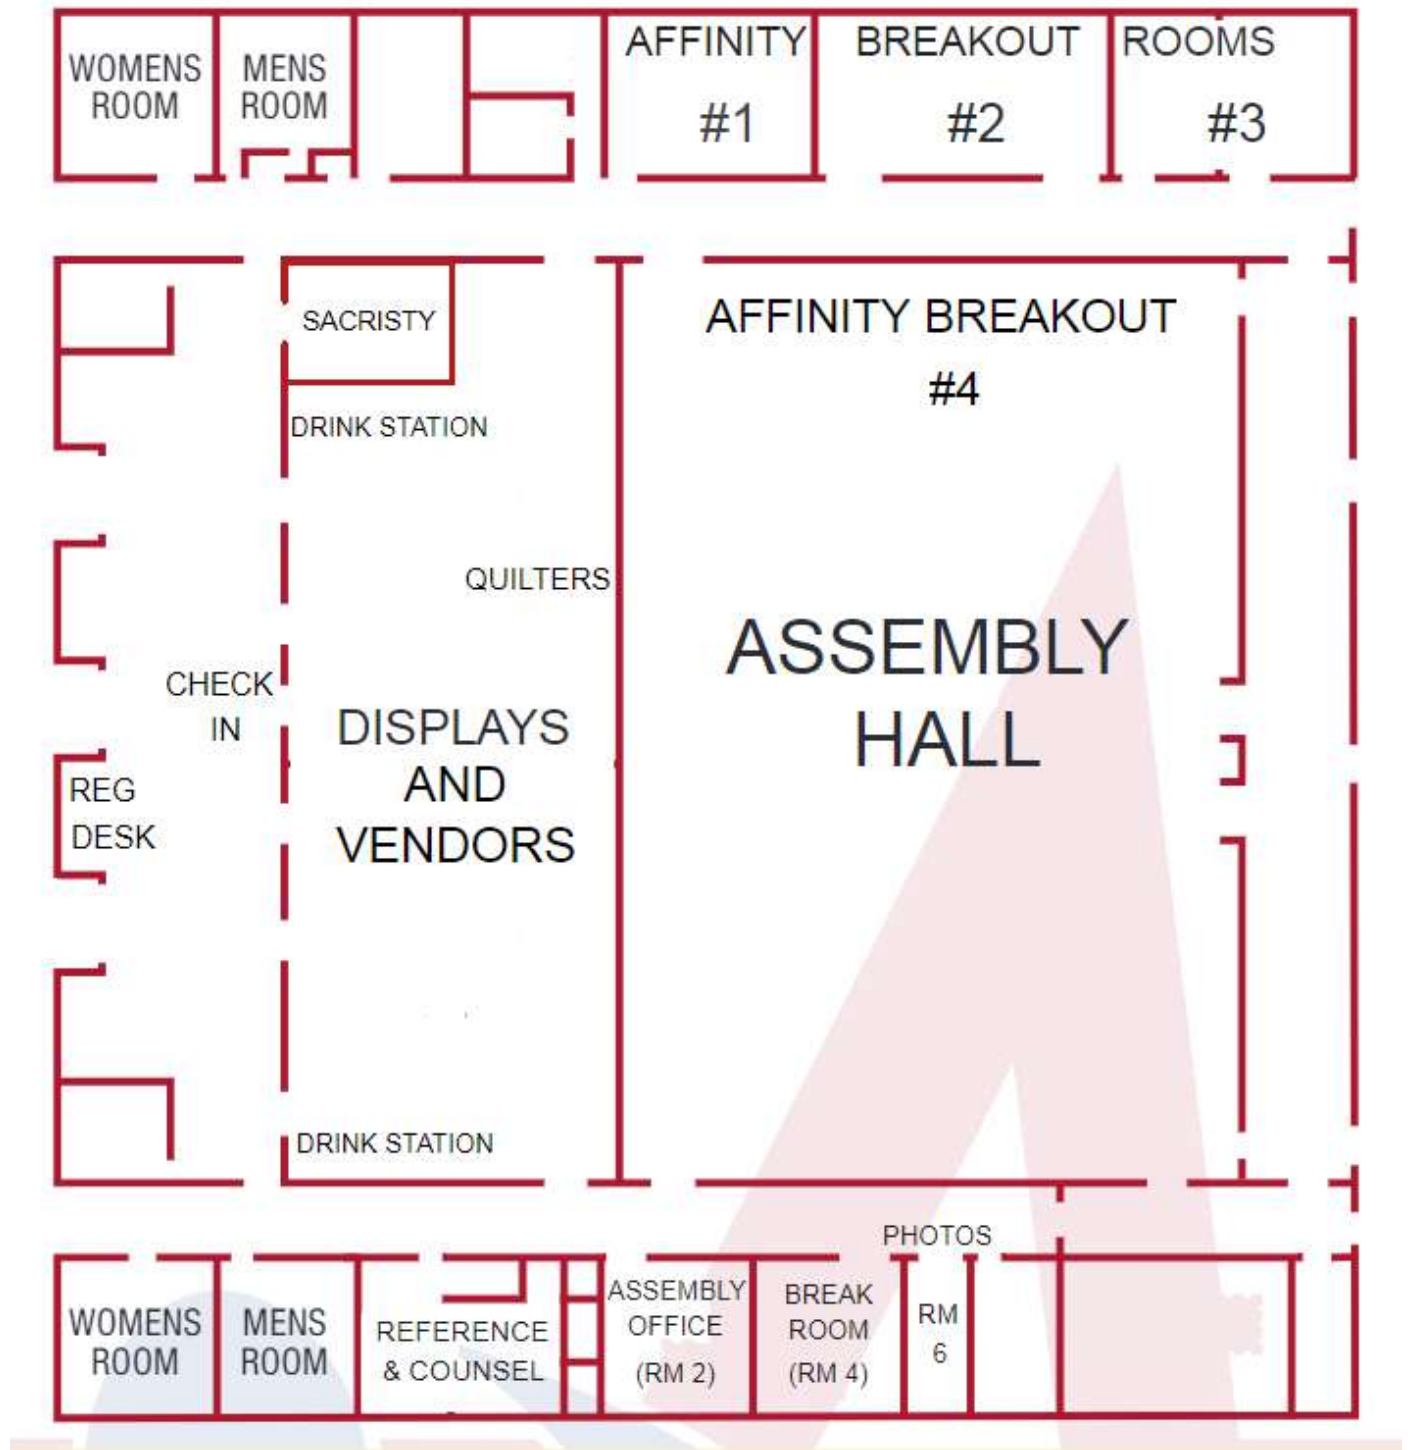 WOMENS
ROOM
MENS
ROOM
AFFINITY BREAKOUT ROOMS
#1
#2
#3
SACRISTY
AFFINITY BREAKOUT
#4
DRINK STATION
QUILTERS
ASSEMBLY
HALL
CHECK
IN
DISPLAYS
AND
VENDORS
REG
DESK
DRINK STATION
PHOTOS
WOMENS
ROOM
MENS
ROOM
REFERENCE
& COUNSEL
ASSEMBLY
OFFICE
(RM 2)
BREAK
ROOM
(RM 4)
RM
6